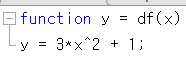 function y = df(x)
y = 3*x^2 + 1;